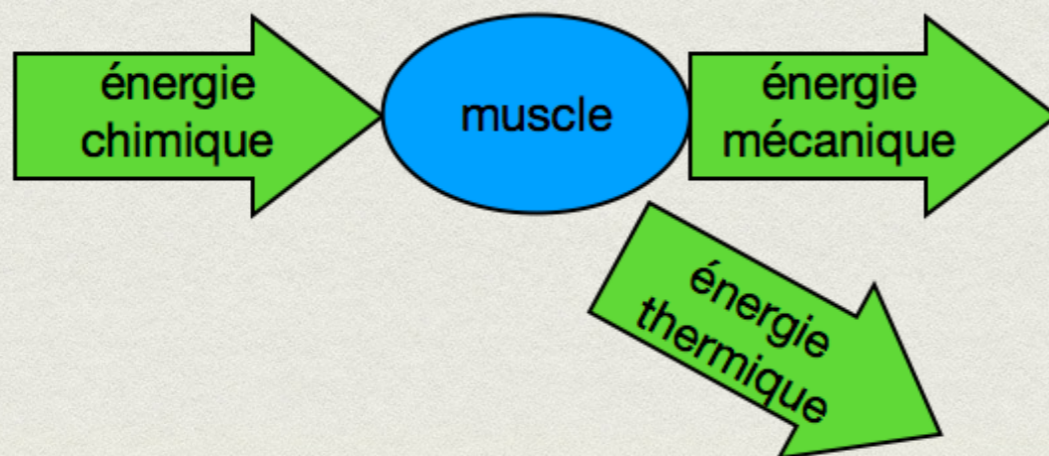 énergie
chimique
muscle
énergie
mécanique
énergie
thermique